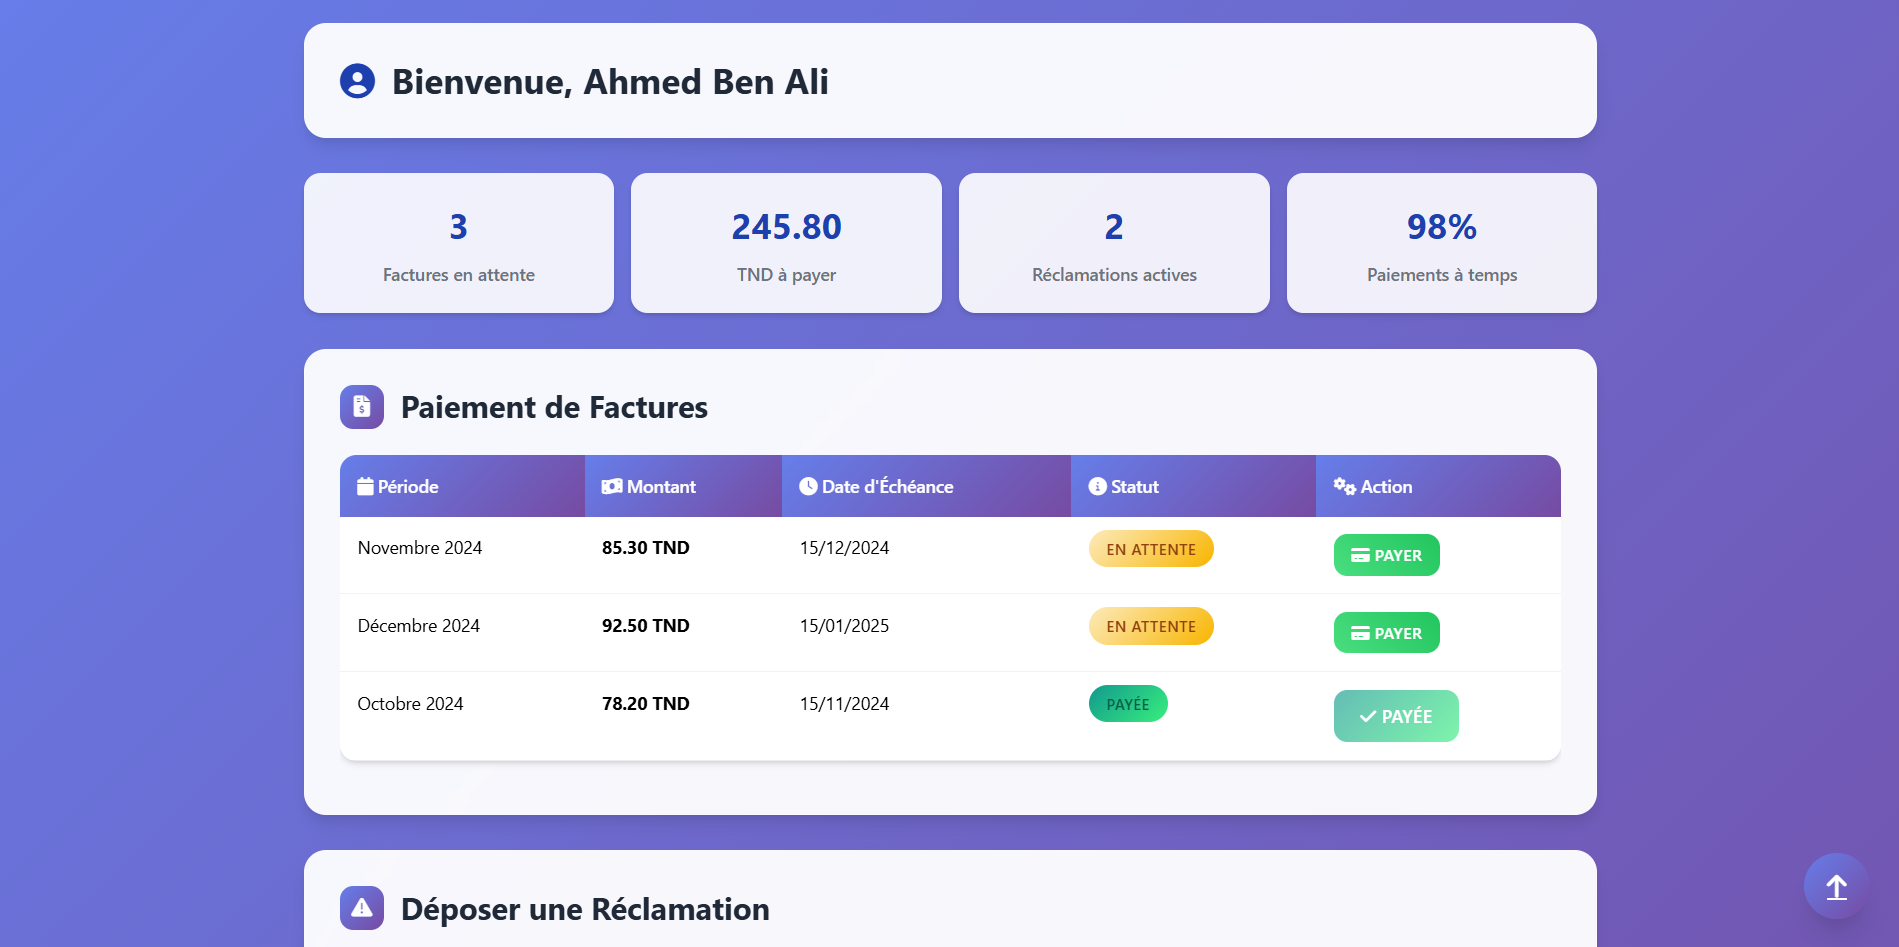 Bienvenue, Ahmed Ben Ali
3
Factures en attente
245.80
TND à payer
2
Réclamations actives
98%
Paiements à temps
Paiement de Factures
Période Montant Date d'Échéance Statut Action
Novembre 2024 85.30 TND 15/12/2024 EN ATTENTE PAYER
Décembre 2024 92.50 TND 15/01/2025 EN ATTENTE PAYER
Octobre 2024 78.20 TND 15/11/2024 PAYÉE PAYÉE
Déposer une Réclamation